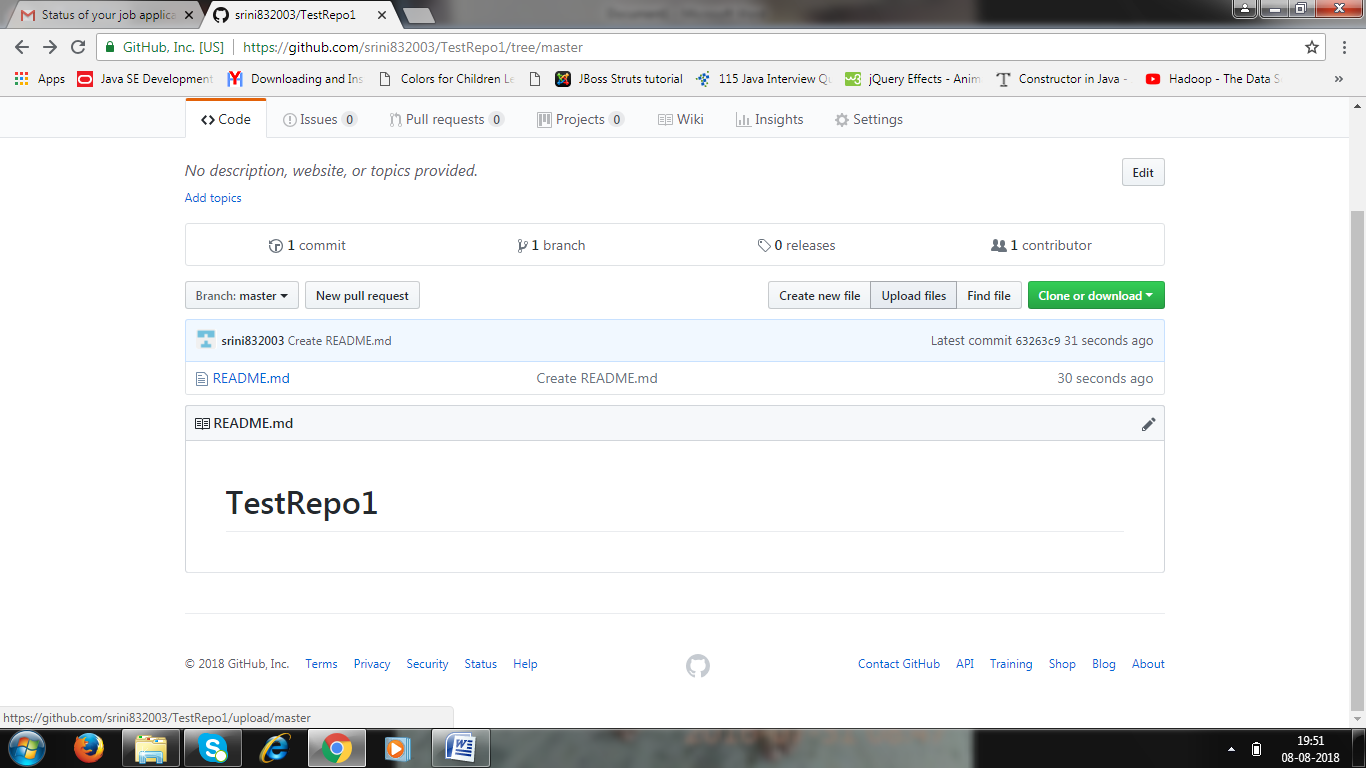 Status of your job applica
srini832003/TestRepo1
GitHub, Inc. [US] https://github.com/srini832003/TestRepo1/tree/master
Apps Java SE Development Downloading and Ins Colors for Children Le JBoss Struts tutorial 115 Java Interview Qu jQuery Effects - Anim Constructor in Java - Hadoop - The Data S
Code Issues 0 Pull requests 0 Projects 0 Wiki Insights Settings
No description, website, or topics provided. Edit
Add topics
1 commit 1 branch 0 releases 1 contributor
Branch: master New pull request Create new file Upload files Find file Clone or download
srini832003 Create README.md Latest commit 63263c9 31 seconds ago
README.md Create README.md 30 seconds ago
README.md
TestRepo1
© 2018 GitHub, Inc. Terms Privacy Security Status Help Contact GitHub API Training Shop Blog About
https://github.com/srini832003/TestRepo1/upload/master
19:51
08-08-2018